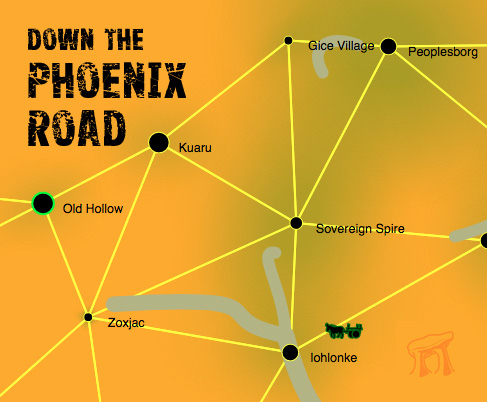 DOWN THE
PHOENIX
ROAD
Gice Village
Peoplesborg
Kuaru
Old Hollow
Sovereign Spire
Zoxjac
Iohlonke